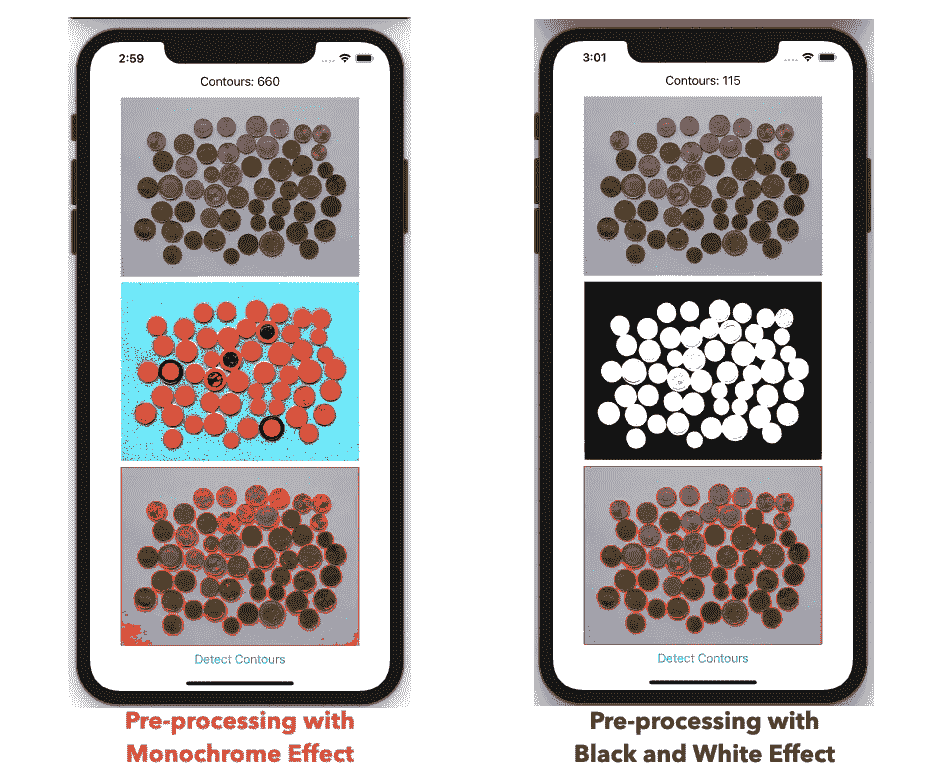 2:59
Contours: 660
Detect Contours
Pre-processing with
Monochrome Effect
3:01
Contours: 115
Detect Contours
Pre-processing with
Black and White Effect